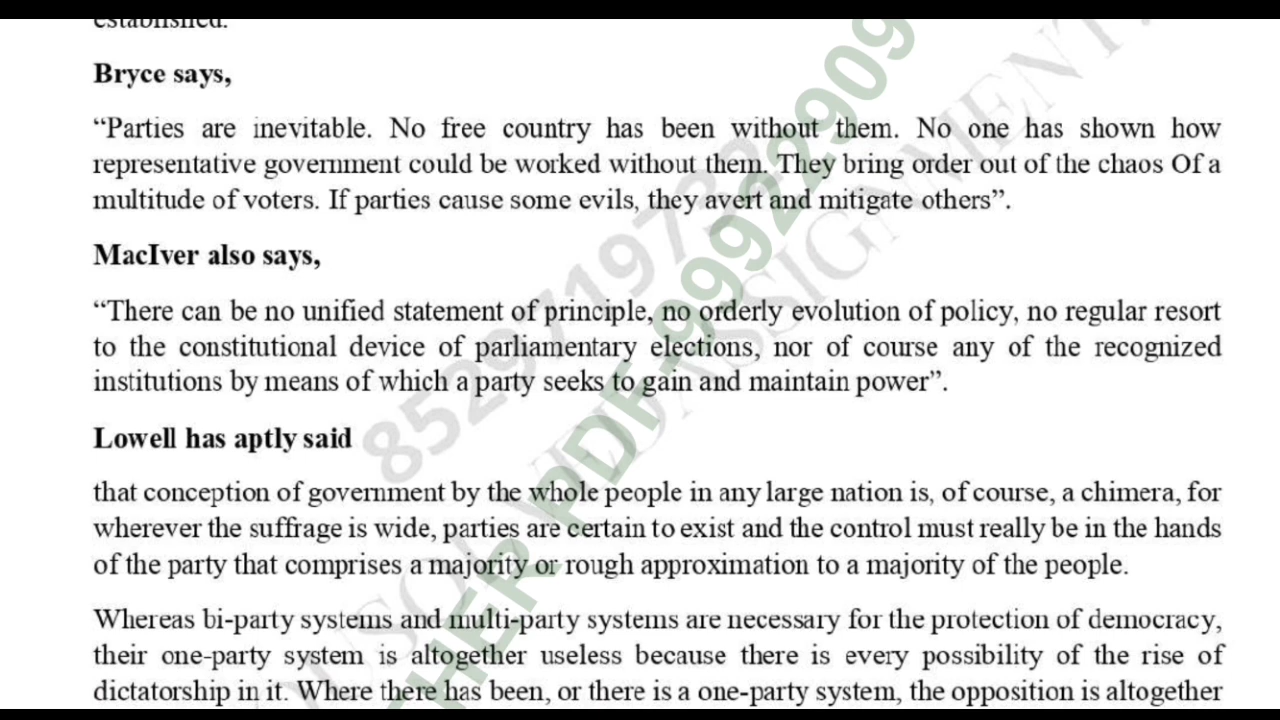 established.
Bryce says,
“Parties are inevitable. No free country has been without them. No one has shown how
representative government could be worked without them. They bring order out of the chaos Of a
multitude of voters. If parties cause some evils, they avert and mitigate others”.
MacIver also says,
“There can be no unified statement of principle, no orderly evolution of policy, no regular resort
to the constitutional device of parliamentary elections, nor of course any of the recognized
institutions by means of which a party seeks to gain and maintain power”.
Lowell has aptly said
that conception of government by the whole people in any large nation is, of course, a chimera, for
wherever the suffrage is wide, parties are certain to exist and the control must really be in the hands
of the party that comprises a majority or rough approximation to a majority of the people.
Whereas bi-party systems and multi-party systems are necessary for the protection of democracy,
their one-party system is altogether useless because there is every possibility of the rise of
dictatorship in it. Where there has been, or there is a one-party system, the opposition is altogether